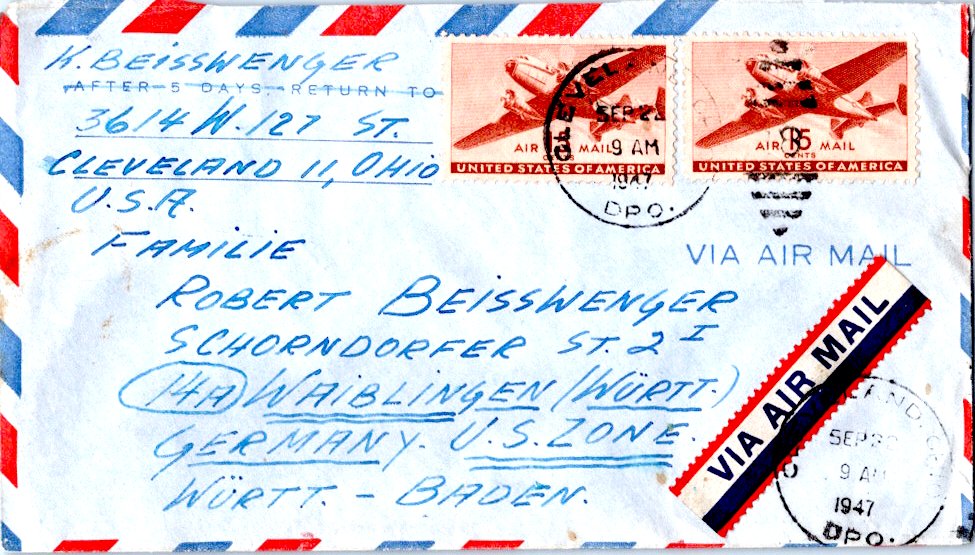 K. BEISSWENGER
AFTER 5 DAYS, RETURN TO
3614 W. 127 ST.
CLEVELAND 11, OHIO
U.S.A.
AIR MAIL
UNITED STATES OF AMERICA
AIR MAIL
CENTS
UNITED STATES OF AMERICA
SEP 22
9 AM
1947
DPO.
VIA AIR MAIL
FAMILIE
ROBERT BEISSWENGER
SCHORNDORFER ST. 2 I
14A WAIBLINGEN (WÜRTT.)
GERMANY. U.S. ZONE.
WÜRTT. - BADEN.
VIA AIR MAIL
SEP
9 AM
1947
DPO.